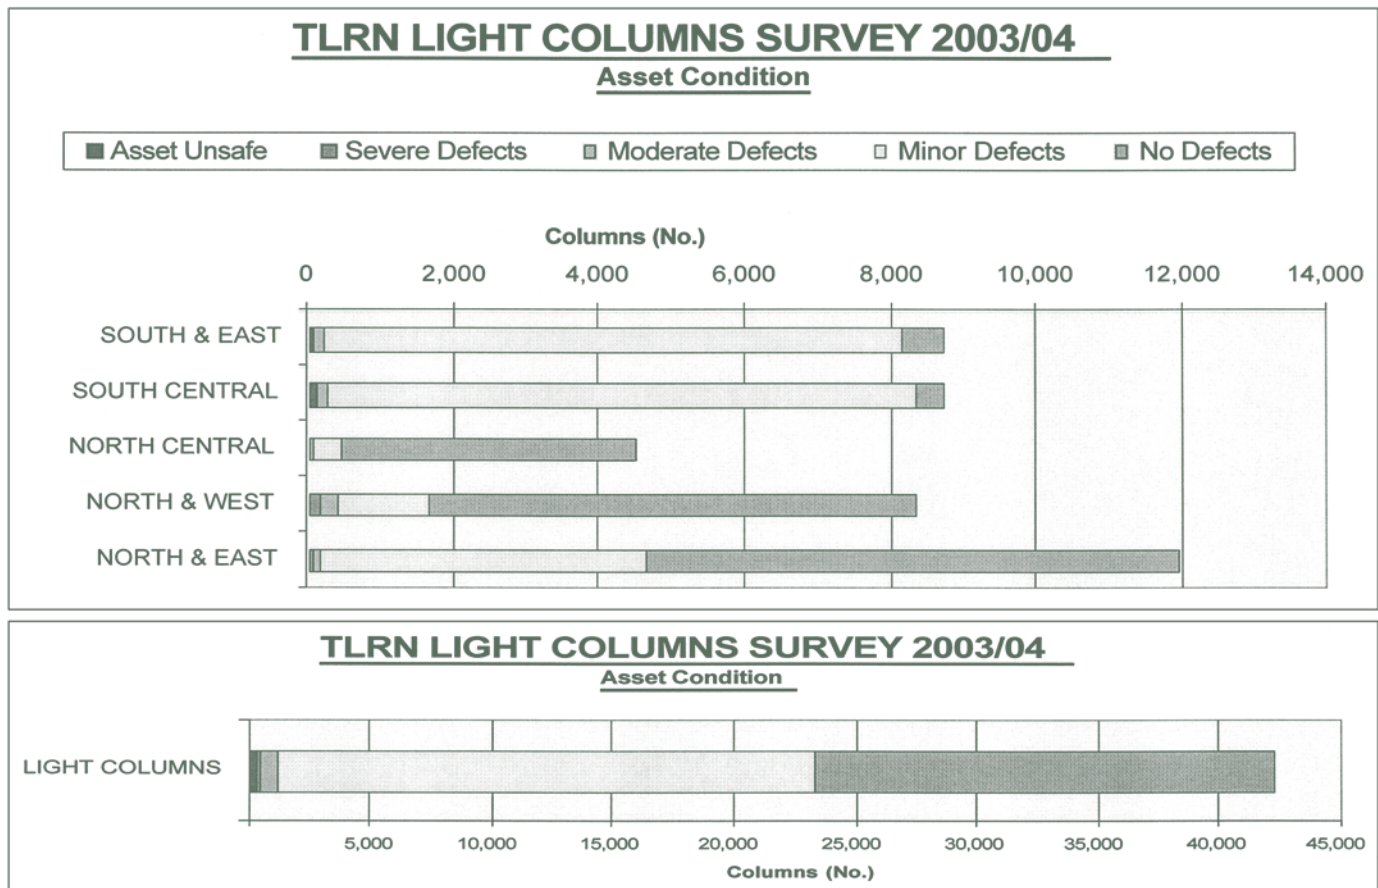 TLRN LIGHT COLUMNS SURVEY 2003/04
Asset Condition
Asset Unsafe Severe Defects Moderate Defects Minor Defects No Defects
Columns (No.)
0 2,000 4,000 6,000 8,000 10,000 12,000 14,000
SOUTH & EAST
SOUTH CENTRAL
NORTH CENTRAL
NORTH & WEST
NORTH & EAST
TLRN LIGHT COLUMNS SURVEY 2003/04
Asset Condition
LIGHT COLUMNS
5,000 10,000 15,000 20,000 25,000 30,000 35,000 40,000 45,000
Columns (No.)